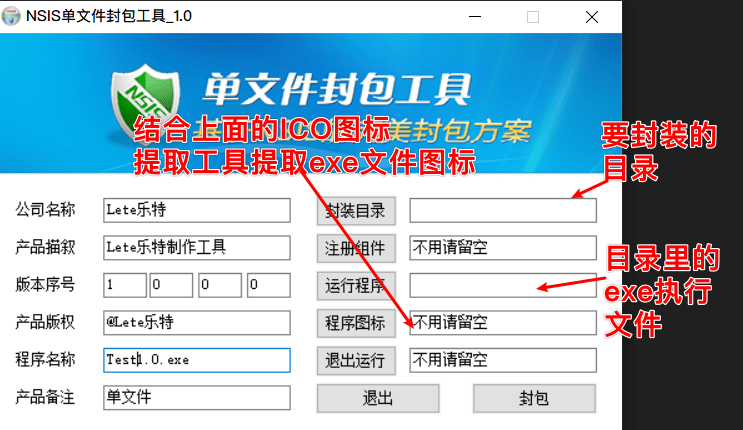 NSIS单文件封包工具_1.0
NSIS
单文件封包工具
美封包方案
结合上面的ICO图标
提取工具提取exe文件图标
要封装的
目录
公司名称 Lete乐特 封装目录
产品描叙 Lete乐特制作工具 注册组件 不用请留空
目录里的
exe执行
文件
版本序号 1 0 0 0 运行程序
产品版权 @Lete乐特 程序图标 不用请留空
程序名称 Test1.0.exe 退出运行 不用请留空
产品备注 单文件 退出 封包